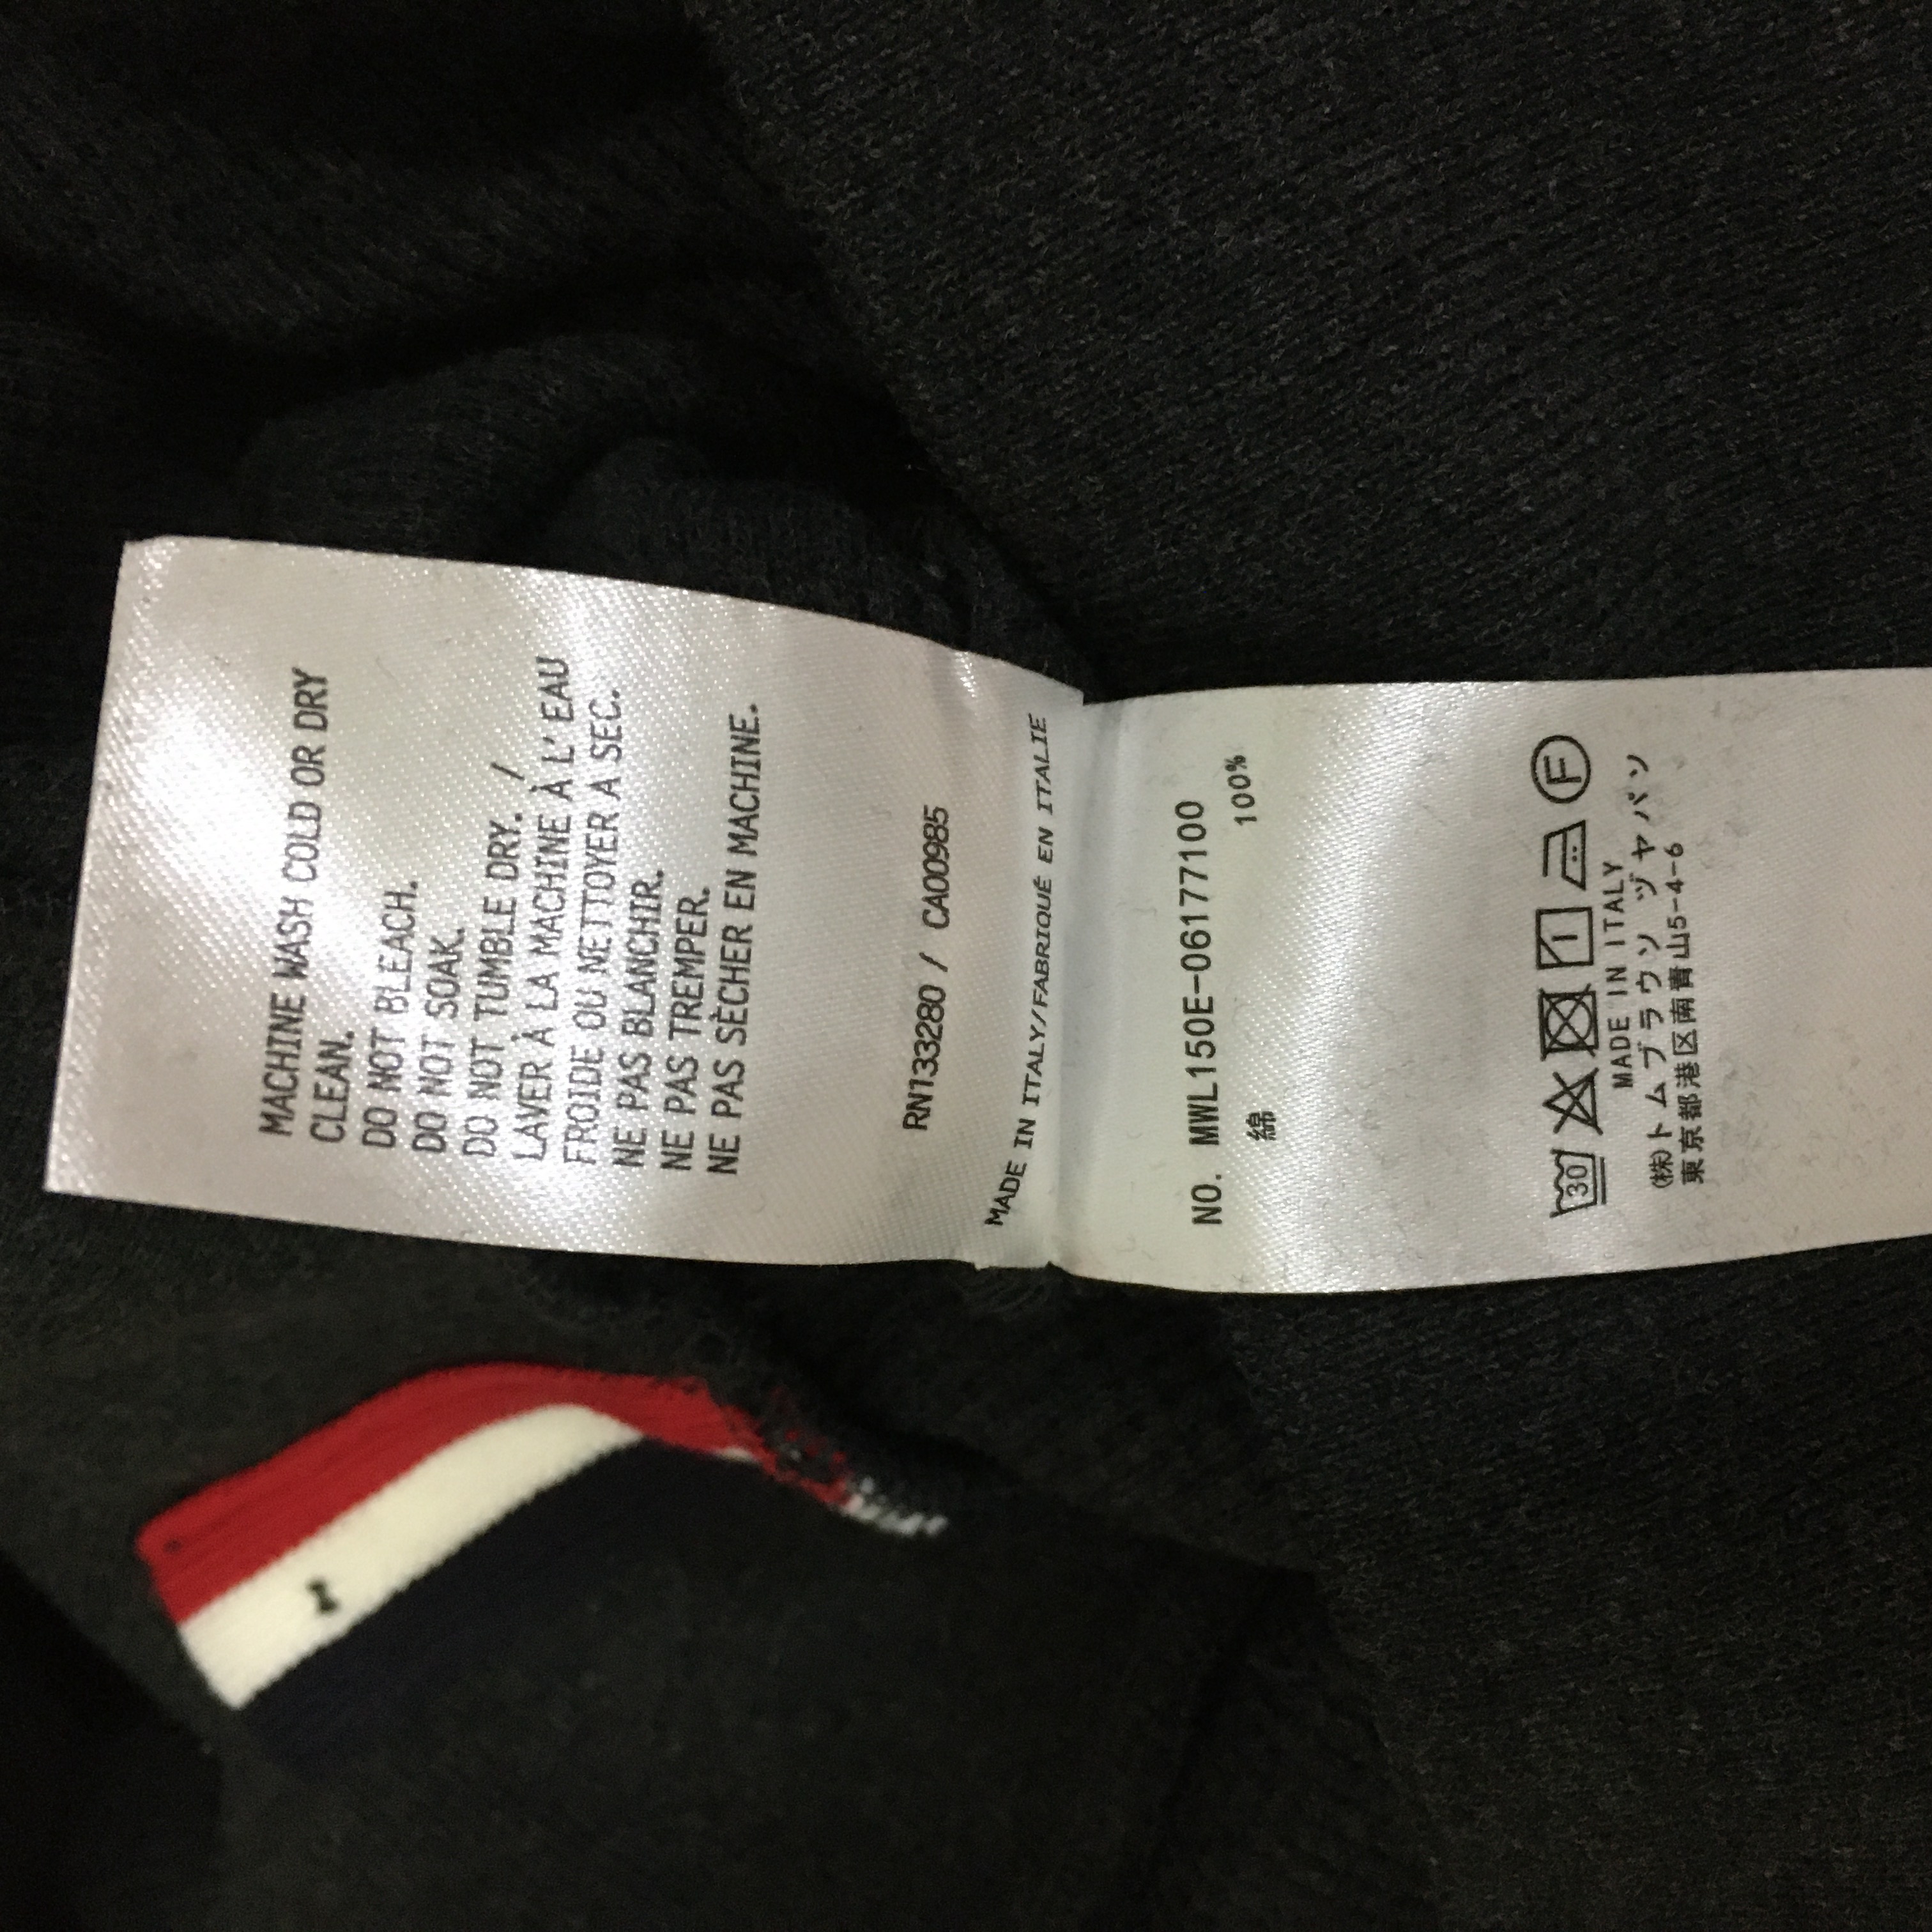 MACHINE WASH COLD OR DRY
CLEAN.
DO NOT BLEACH.
DO NOT SOAK.
DO NOT TUMBLE DRY. /
LAVER À LA MACHINE À L' EAU
FROIDE OU NETTOYER A SEC.
NE PAS BLANCHIR.
NE PAS TREMPER.
NE PAS SÈCHER EN MACHINE.
RN133280 / CA00985
MADE IN ITALY/FABRIQUÉ EN ITALIE
NO. MWL150E-06177100
綿 100%
30 F
MADE IN ITALY
㈱トム ブラウン ヅャパン
東京都港区南青山5-4-6